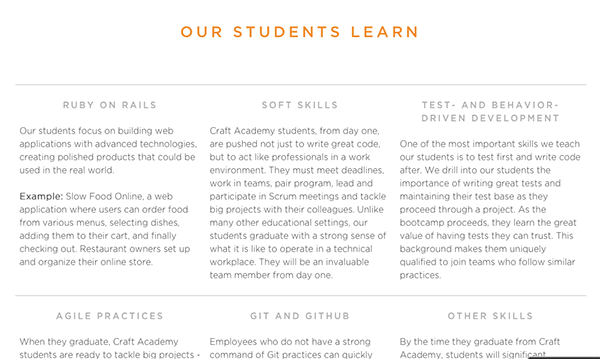 OUR STUDENTS LEARN
RUBY ON RAILS
Our students focus on building web
applications with advanced technologies,
creating polished products that could be
used in the real world.
Example: Slow Food Online, a web
application where users can order food
from various menus, selecting dishes,
adding them to their cart, and finally
checking out. Restaurant owners set up
and organize their online store.
SOFT SKILLS
Craft Academy students, from day one,
are pushed not just to write great code,
but to act like professionals in a work
environment. They must meet deadlines,
work in teams, pair program, lead and
participate in Scrum meetings and tackle
big projects with their colleagues. Unlike
many other educational settings, our
students graduate with a strong sense of
what it is like to operate in a technical
workplace. They will be an invaluable
team member from day one.
TEST- AND BEHAVIOR-
DRIVEN DEVELOPMENT
One of the most important skills we teach
our students is to test first and write code
after. We drill into our students the
importance of writing great tests and
maintaining their test base as they
proceed through a project. As the
bootcamp proceeds, they learn the great
value of having tests they can trust. This
background makes them uniquely
qualified to join teams who follow similar
practices.
AGILE PRACTICES
When they graduate, Craft Academy
students are ready to tackle big projects -
GIT AND GITHUB
Employees who do not have a strong
command of Git practices can quickly
OTHER SKILLS
By the time they graduate from Craft
Academy, students will significant